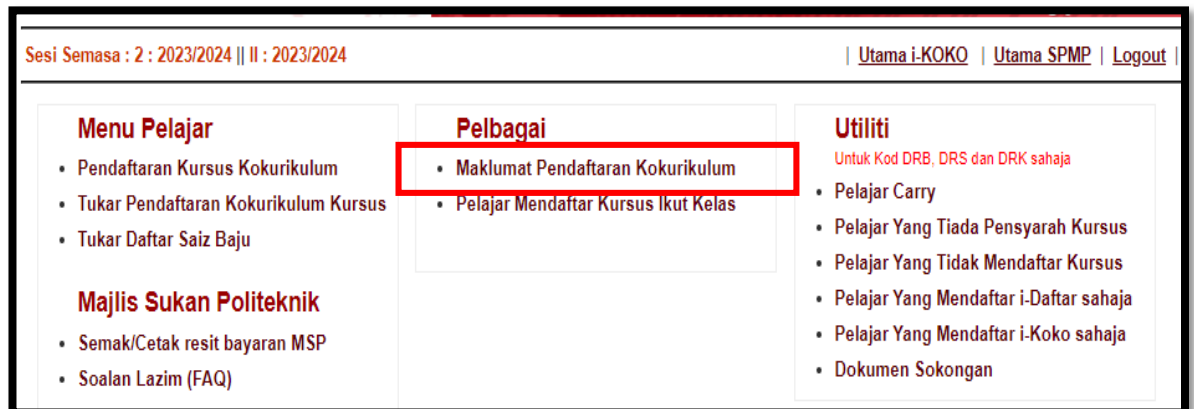 Sesi Semasa : 2 : 2023/2024 || II : 2023/2024
| Utama i-KOKO | Utama SPMP | Logout |
Menu Pelajar
• Pendaftaran Kursus Kokurikulum
• Tukar Pendaftaran Kokurikulum Kursus
• Tukar Daftar Saiz Baju
Majlis Sukan Politeknik
• Semak/Cetak resit bayaran MSP
• Soalan Lazim (FAQ)
Pelbagai
• Maklumat Pendaftaran Kokurikulum
• Pelajar Mendaftar Kursus Ikut Kelas
Utiliti
Untuk Kod DRB, DRS dan DRK sahaja
• Pelajar Carry
• Pelajar Yang Tiada Pensyarah Kursus
• Pelajar Yang Tidak Mendaftar Kursus
• Pelajar Yang Mendaftar i-Daftar sahaja
• Pelajar Yang Mendaftar i-Koko sahaja
• Dokumen Sokongan